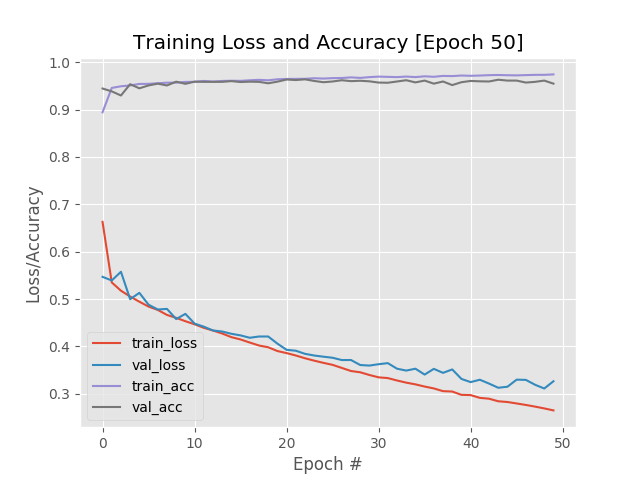 Training Loss and Accuracy [Epoch 50]
1.0
0.9
0.8
0.7
0.6
0.5
0.4
0.3
Loss/Accuracy
train_loss
val_loss
train_acc
val_acc
0 10 20 30 40 50
Epoch #